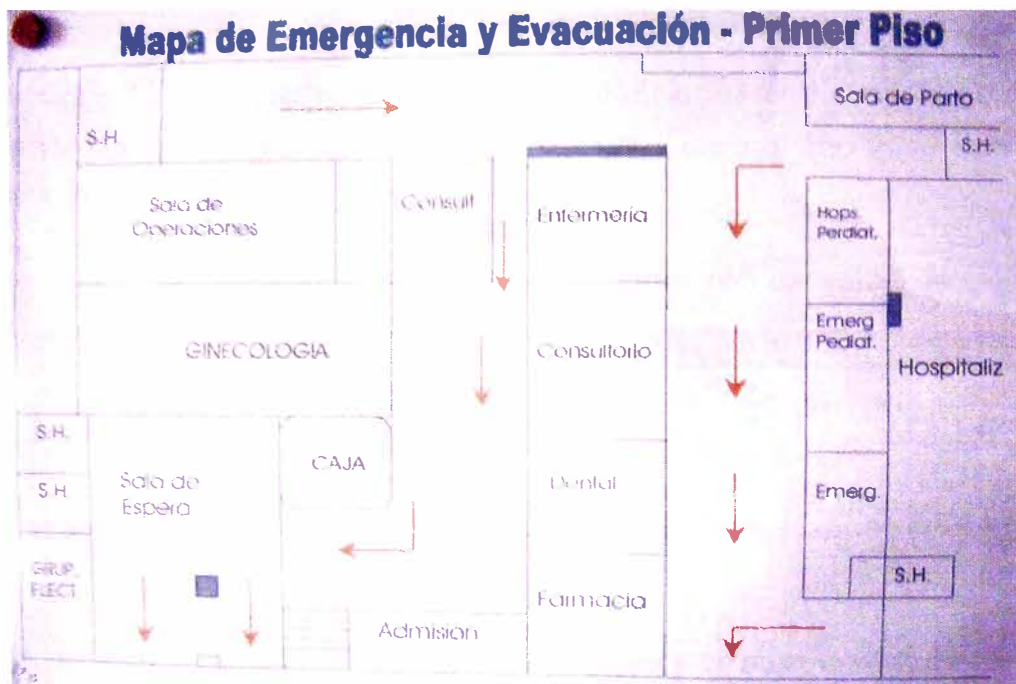 Mapa de Emergencia y Evacuación - Primer Piso
Sala de Parto
S.H.
S.H.
Sala de
Operaciones
Consult
Enfermería
Hops.
Perdiat.
GINECOLOGIA
Consultorio
Emerg
Pediat.
Hospitaliz
S.H.
CAJA
S.H.
Sala de
Espera
Dental
Emerg.
GRUP.
ELECT
S.H.
Farmacia
Admisión